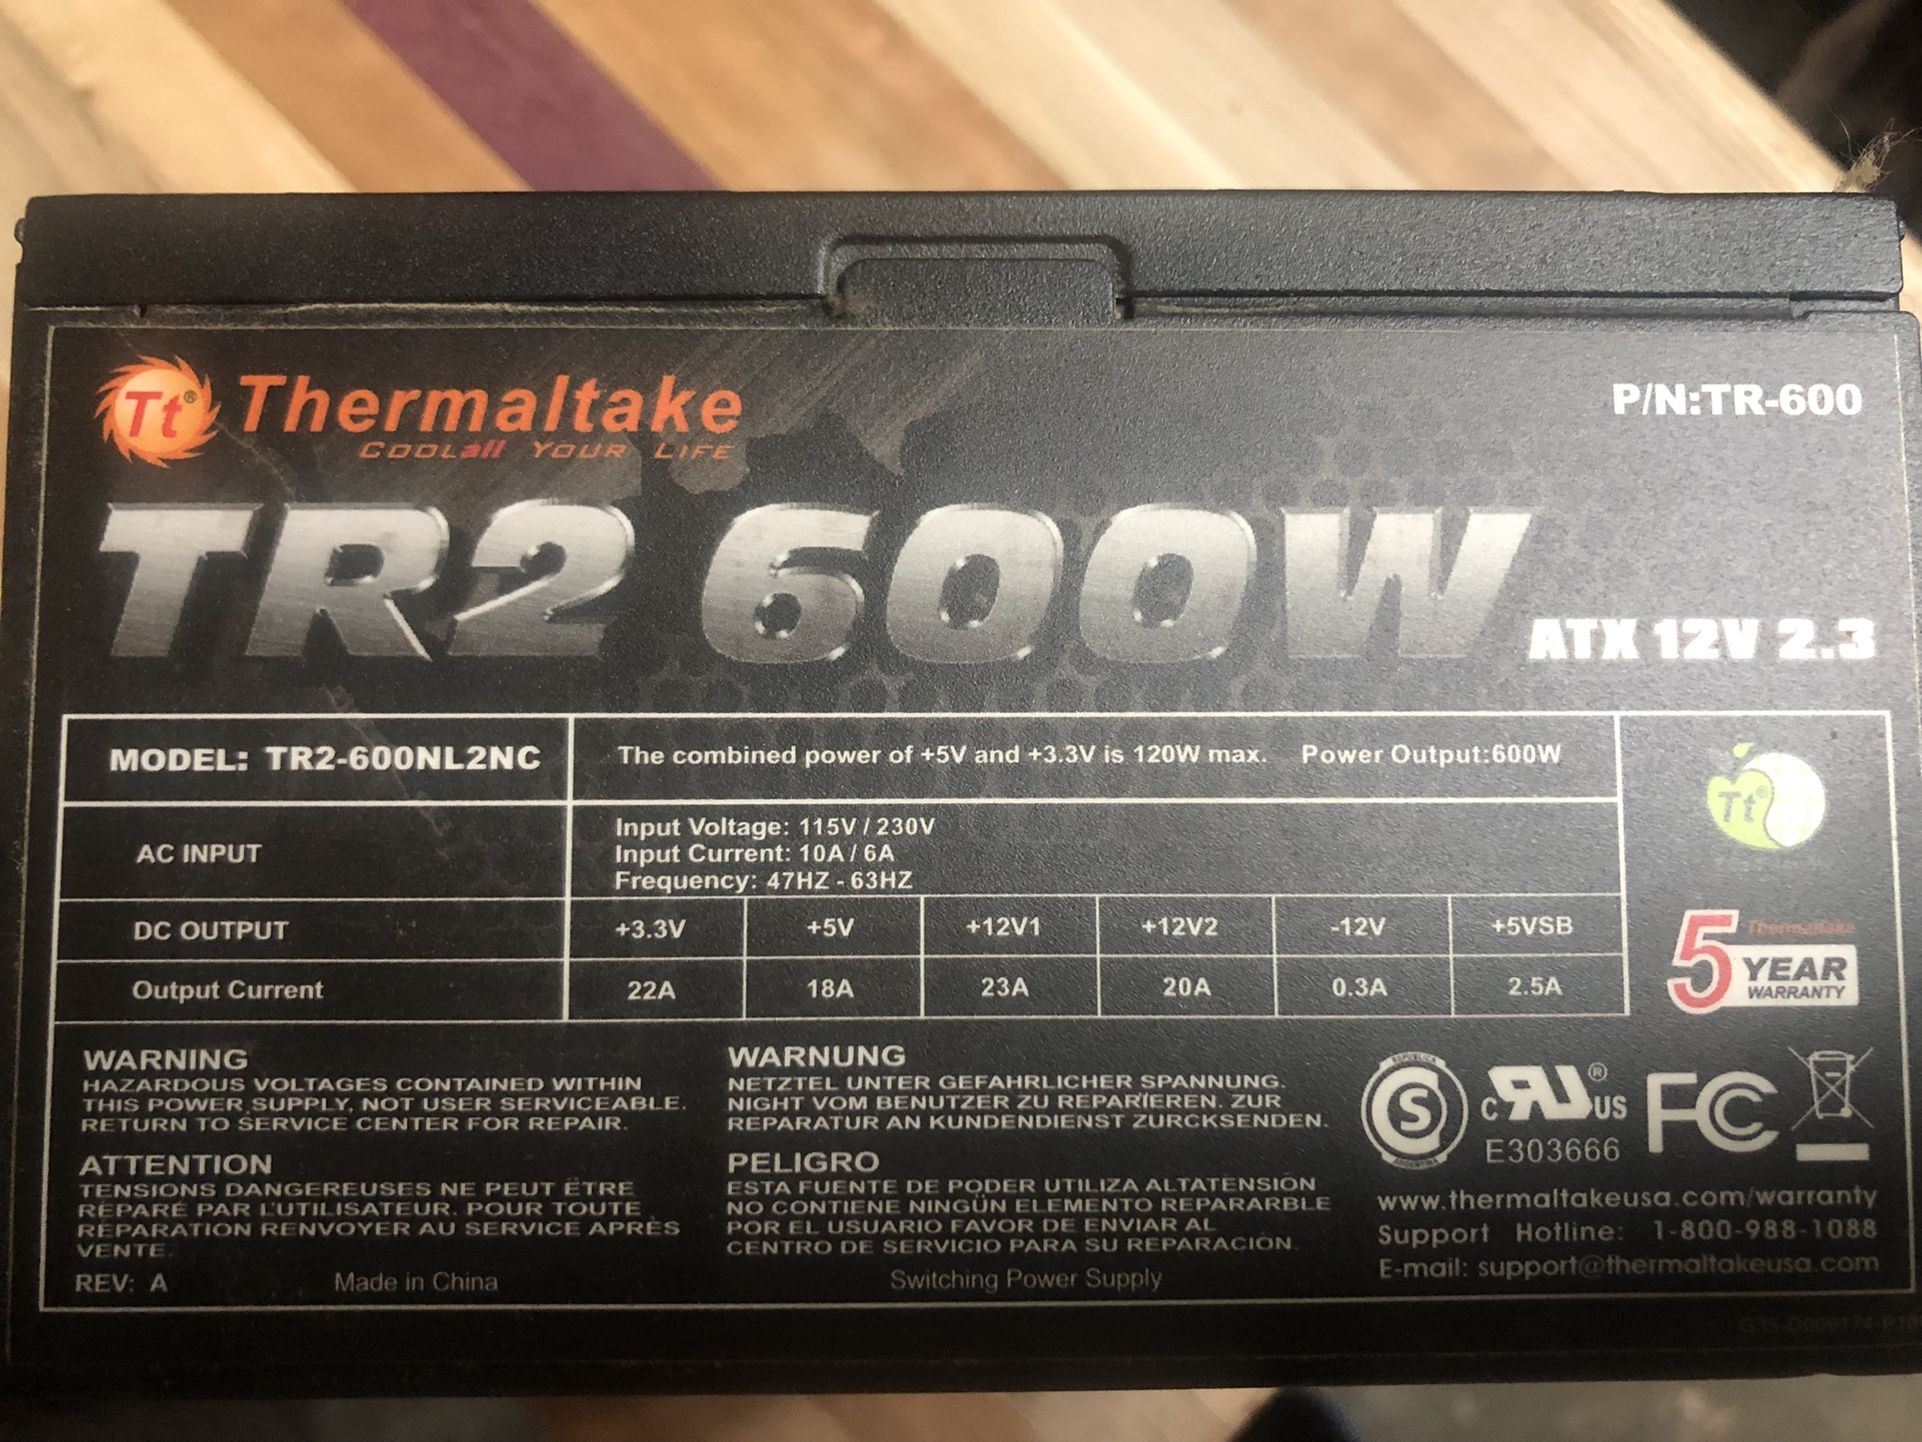 Tt® Thermaltake
COOLall YOUR LIFE
P/N:TR-600
TR2 600W
ATX 12V 2.3
MODEL: TR2-600NL2NC
The combined power of +5V and +3.3V is 120W max. Power Output:600W
AC INPUT
Input Voltage: 115V / 230V
Input Current: 10A / 6A
Frequency: 47HZ - 63HZ
DC OUTPUT +3.3V +5V +12V1 +12V2 -12V +5VSB
Output Current 22A 18A 23A 20A 0.3A 2.5A
Tt®
Thermaltake
5 YEAR
WARRANTY
WARNING
HAZARDOUS VOLTAGES CONTAINED WITHIN
THIS POWER SUPPLY, NOT USER SERVICEABLE.
RETURN TO SERVICE CENTER FOR REPAIR.
ATTENTION
TENSIONS DANGEREUSES NE PEUT ÊTRE
RÉPARÉ PAR L'UTILISATEUR. POUR TOUTE
RÉPARATION RENVOYER AU SERVICE APRÈS
VENTE.
REV: A Made in China
WARNUNG
NETZTEL UNTER GEFAHRLICHER SPANNUNG.
NIGHT VOM BENUTZER ZU REPARÏEREN. ZUR
REPARATUR AN KUNDENDIENST ZURCKSENDEN.
PELIGRO
ESTA FUENTE DE PODER UTILIZA ALTATENSIÓN
NO CONTIENE NINGÜN ELEMENTO REPARARBLE
POR EL USUARIO FAVOR DE ENVIAR AL
CENTRO DE SERVICIO PARA SU REPARACIÓN.
Switching Power Supply
REPUBLICA
S
ARGENTINA
c RU® US
E303666
FC
www.thermaltakeusa.com/warranty
Support Hotline: 1-800-988-1088
E-mail: support@thermaltakeusa.com